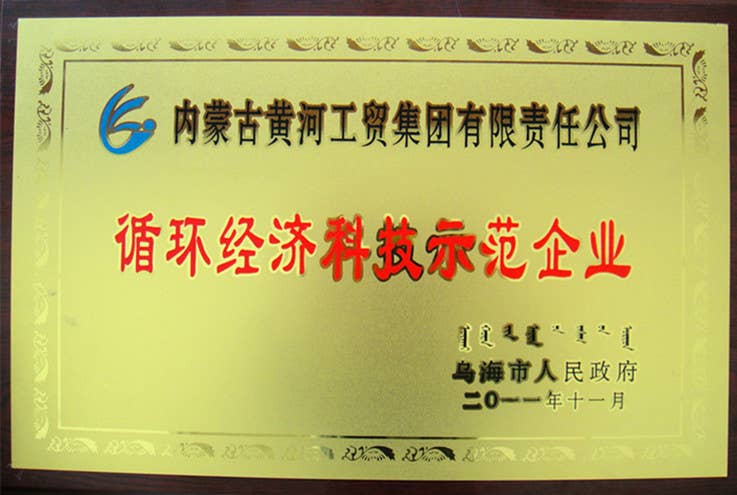 内蒙古黄河工贸集团有限责任公司
循环经济科技示范企业
乌海市人民政府
二〇一一年十一月